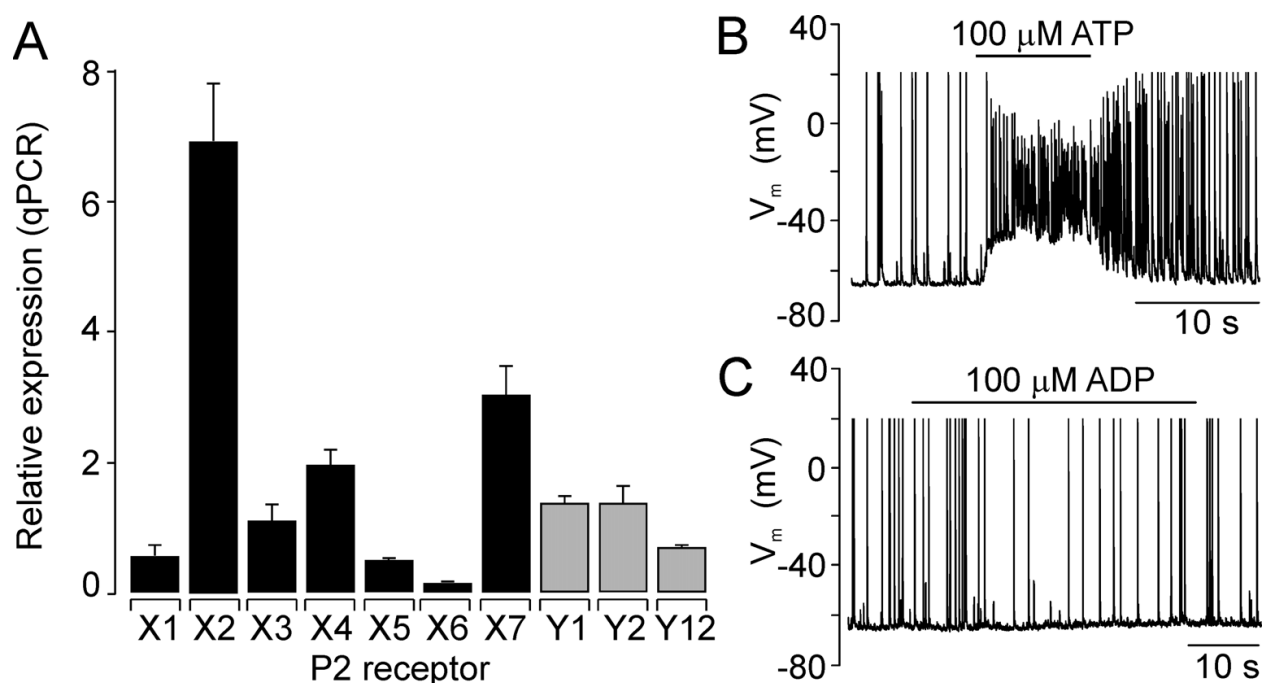 A
Relative expression (qPCR)
8
6
4
2
0
X1 X2 X3 X4 X5 X6 X7 Y1 Y2 Y12
P2 receptor
B
100 μM ATP
Vm (mV)
40
0
-40
-80
10 s
C
100 μM ADP
Vm (mV)
40
0
-40
-80
10 s